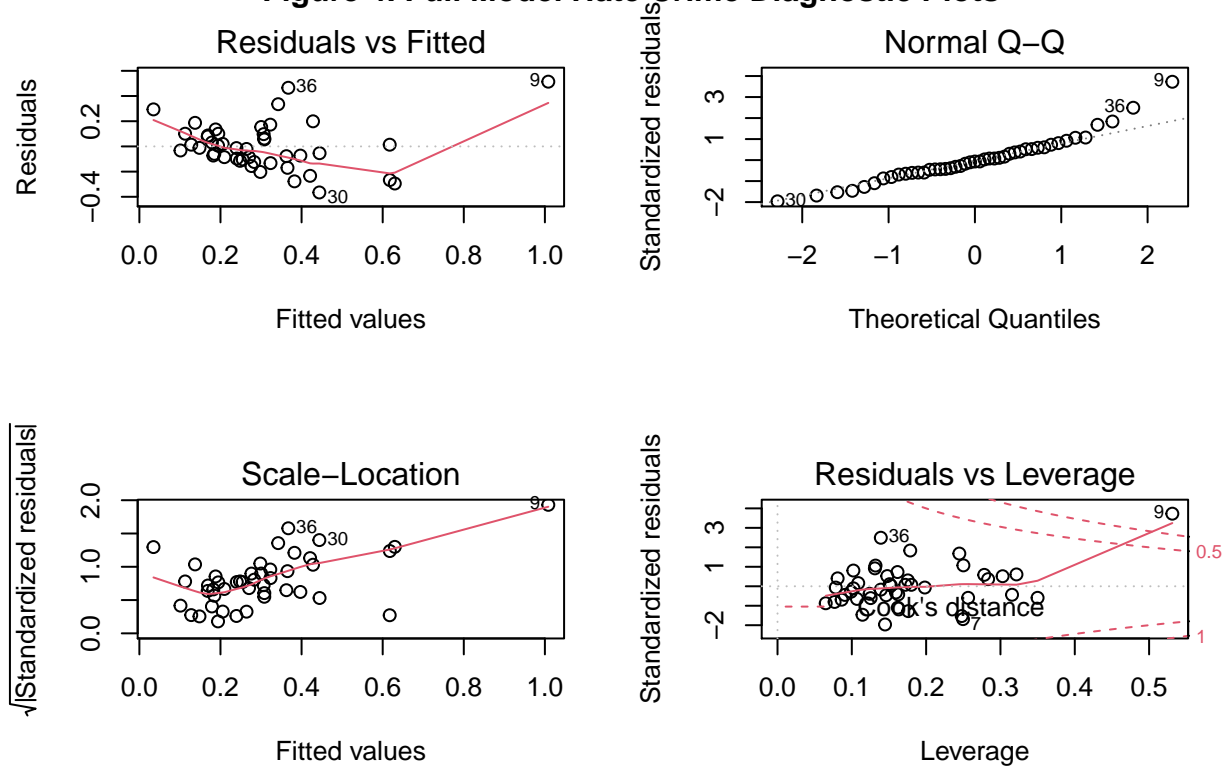 Residuals vs Fitted
Residuals
−0.4
0.2
36
9
30
0.0 0.2 0.4 0.6 0.8 1.0
Fitted values
Normal Q−Q
Standardized residuals
−2
1
3
9
36
30
−2 −1 0 1 2
Theoretical Quantiles
Scale−Location
√|Standardized residuals|
0.0
1.0
2.0
9
36
30
0.0 0.2 0.4 0.6 0.8 1.0
Fitted values
Residuals vs Leverage
Standardized residuals
−2
1
3
9
36
7
Cook's distance
0.5
1
0.0 0.1 0.2 0.3 0.4 0.5
Leverage